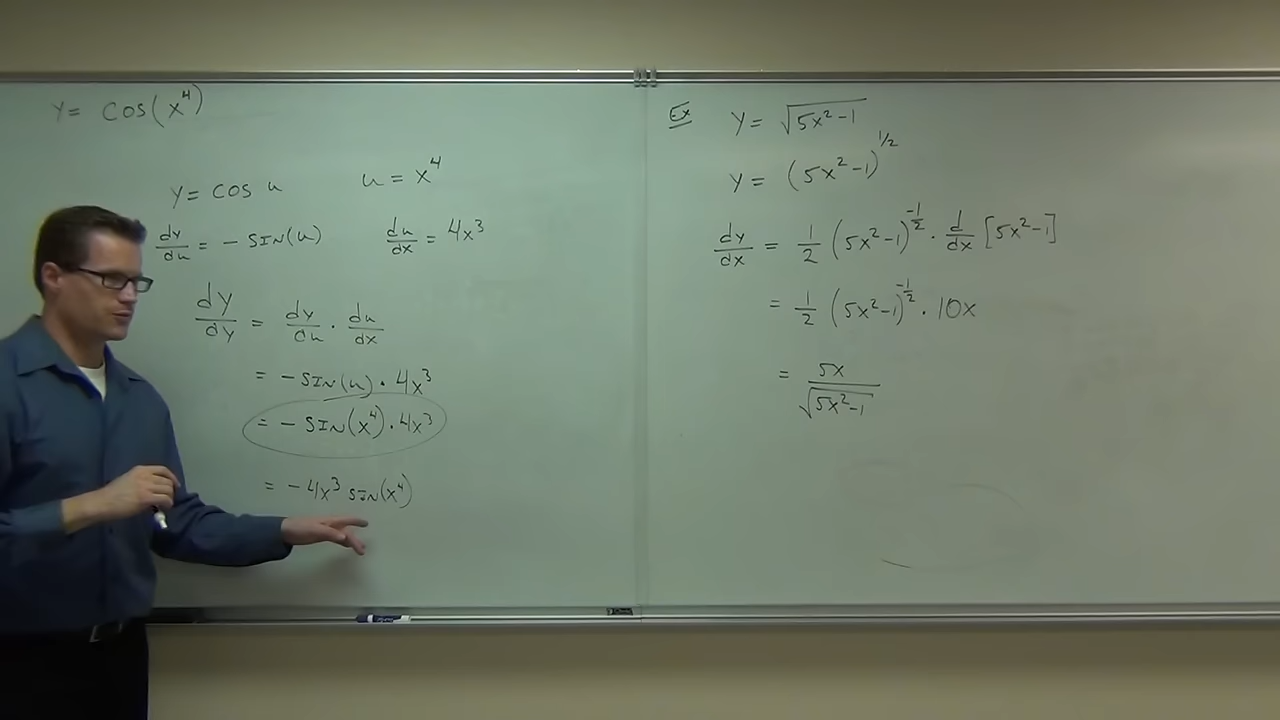 Y = COS(x⁴)
y = COS u    u = x⁴
dy/du = - SIN(u)    du/dx = 4x³
dy/dy = dy/du · du/dx
= - SIN(u) · 4x³
= - SIN(x⁴) · 4x³
= - 4x³ SIN(x⁴)
Ex y = √(5x² - 1)
y = (5x² - 1)^(1/2)
dy/dx = 1/2 (5x² - 1)^(-1/2) · d/dx [5x² - 1]
= 1/2 (5x² - 1)^(-1/2) · 10x
= 5x/√(5x² - 1)